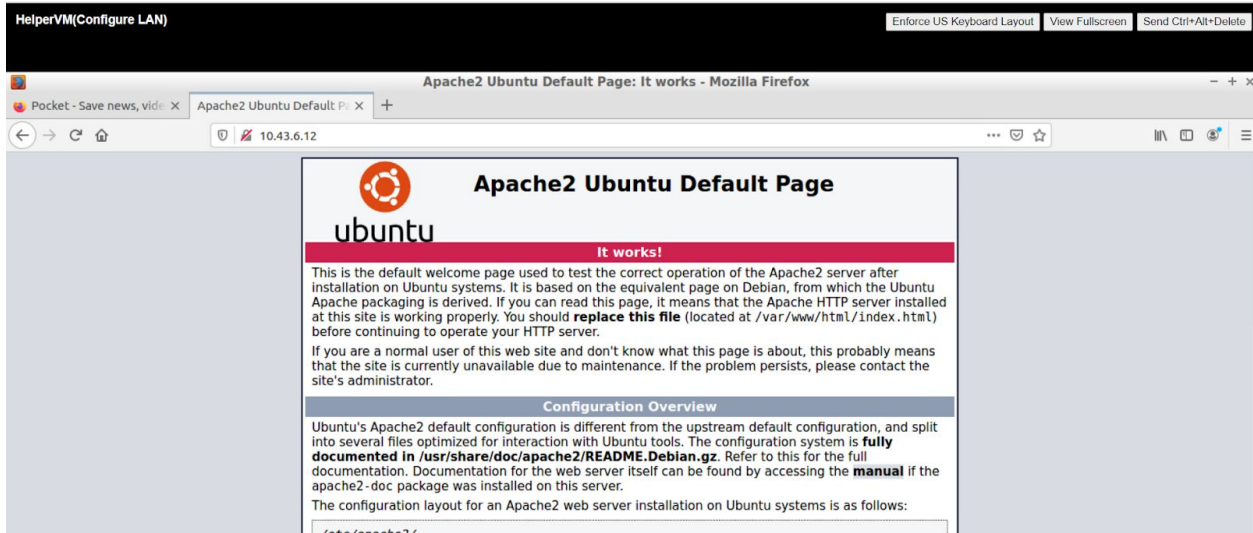 HelperVM(Configure LAN)
Enforce US Keyboard Layout View Fullscreen Send Ctrl+Alt+Delete
Apache2 Ubuntu Default Page: It works - Mozilla Firefox
Pocket - Save news, vide
Apache2 Ubuntu Default
10.43.6.12
ubuntu
Apache2 Ubuntu Default Page
It works!
This is the default welcome page used to test the correct operation of the Apache2 server after
installation on Ubuntu systems. It is based on the equivalent page on Debian, from which the Ubuntu
Apache packaging is derived. If you can read this page, it means that the Apache HTTP server installed
at this site is working properly. You should replace this file (located at /var/www/html/index.html)
before continuing to operate your HTTP server.
If you are a normal user of this web site and don't know what this page is about, this probably means
that the site is currently unavailable due to maintenance. If the problem persists, please contact the
site's administrator.
Configuration Overview
Ubuntu's Apache2 default configuration is different from the upstream default configuration, and split
into several files optimized for interaction with Ubuntu tools. The configuration system is fully
documented in /usr/share/doc/apache2/README.Debian.gz. Refer to this for the full
documentation. Documentation for the web server itself can be found by accessing the manual if the
apache2-doc package was installed on this server.
The configuration layout for an Apache2 web server installation on Ubuntu systems is as follows: